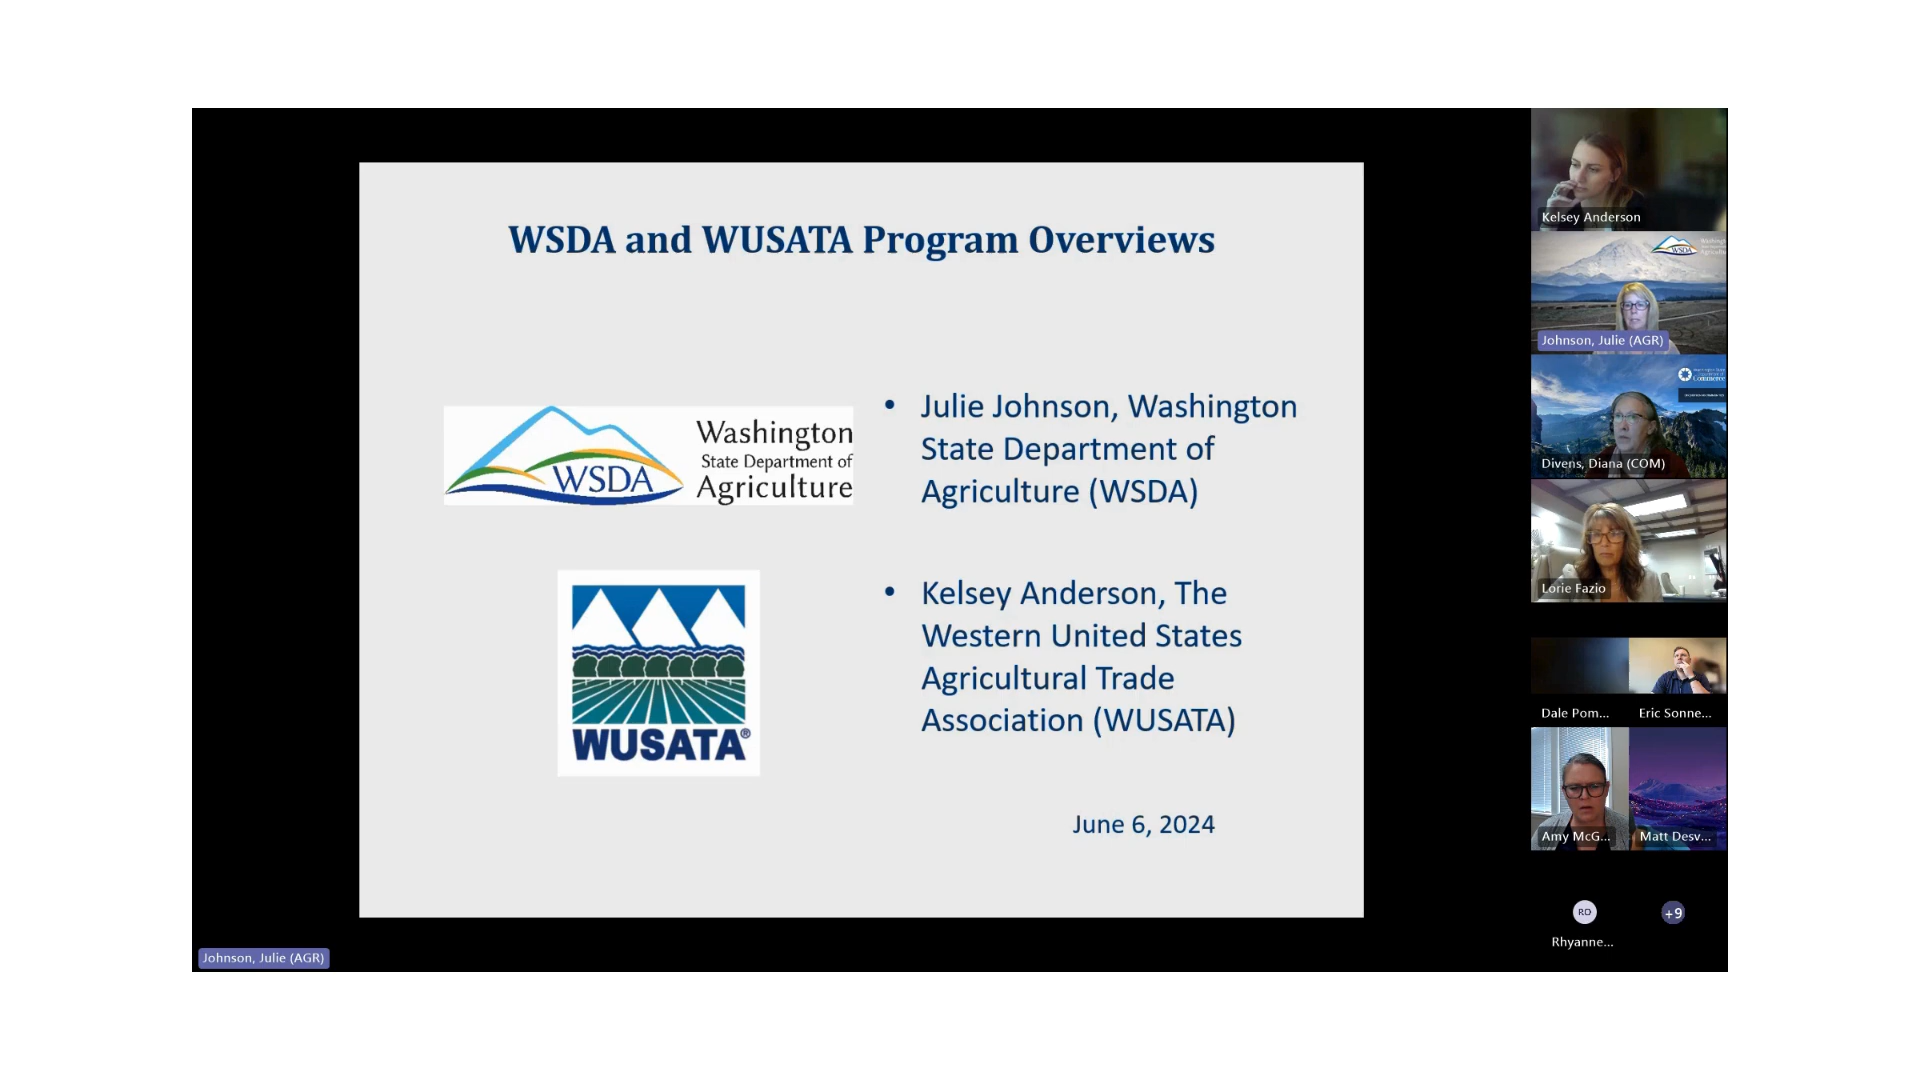 WSDA and WUSATA Program Overviews
WSDA
Washington
State Department of
Agriculture
• Julie Johnson, Washington
State Department of
Agriculture (WSDA)
WUSATA®
• Kelsey Anderson, The
Western United States
Agricultural Trade
Association (WUSATA)
June 6, 2024
Johnson, Julie (AGR)
Kelsey Anderson
WSDA
Johnson, Julie (AGR)
Commerce
Divens, Diana (COM)
Lorie Fazio
Dale Pom...
Eric Sonne...
Amy McG...
Matt Desv...
RD
+9
Rhyanne...